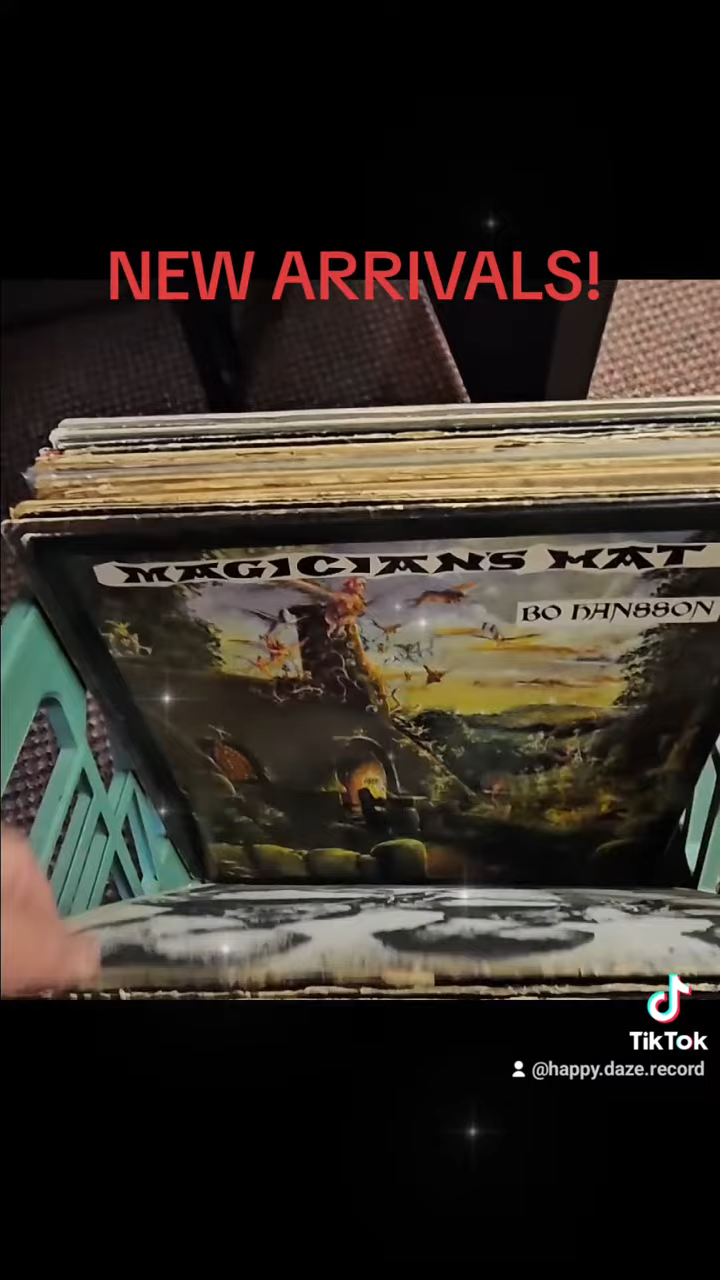 NEW ARRIVALS!
MAGICIAN'S HAT
BO HANSSON
TikTok
@happy.daze.record